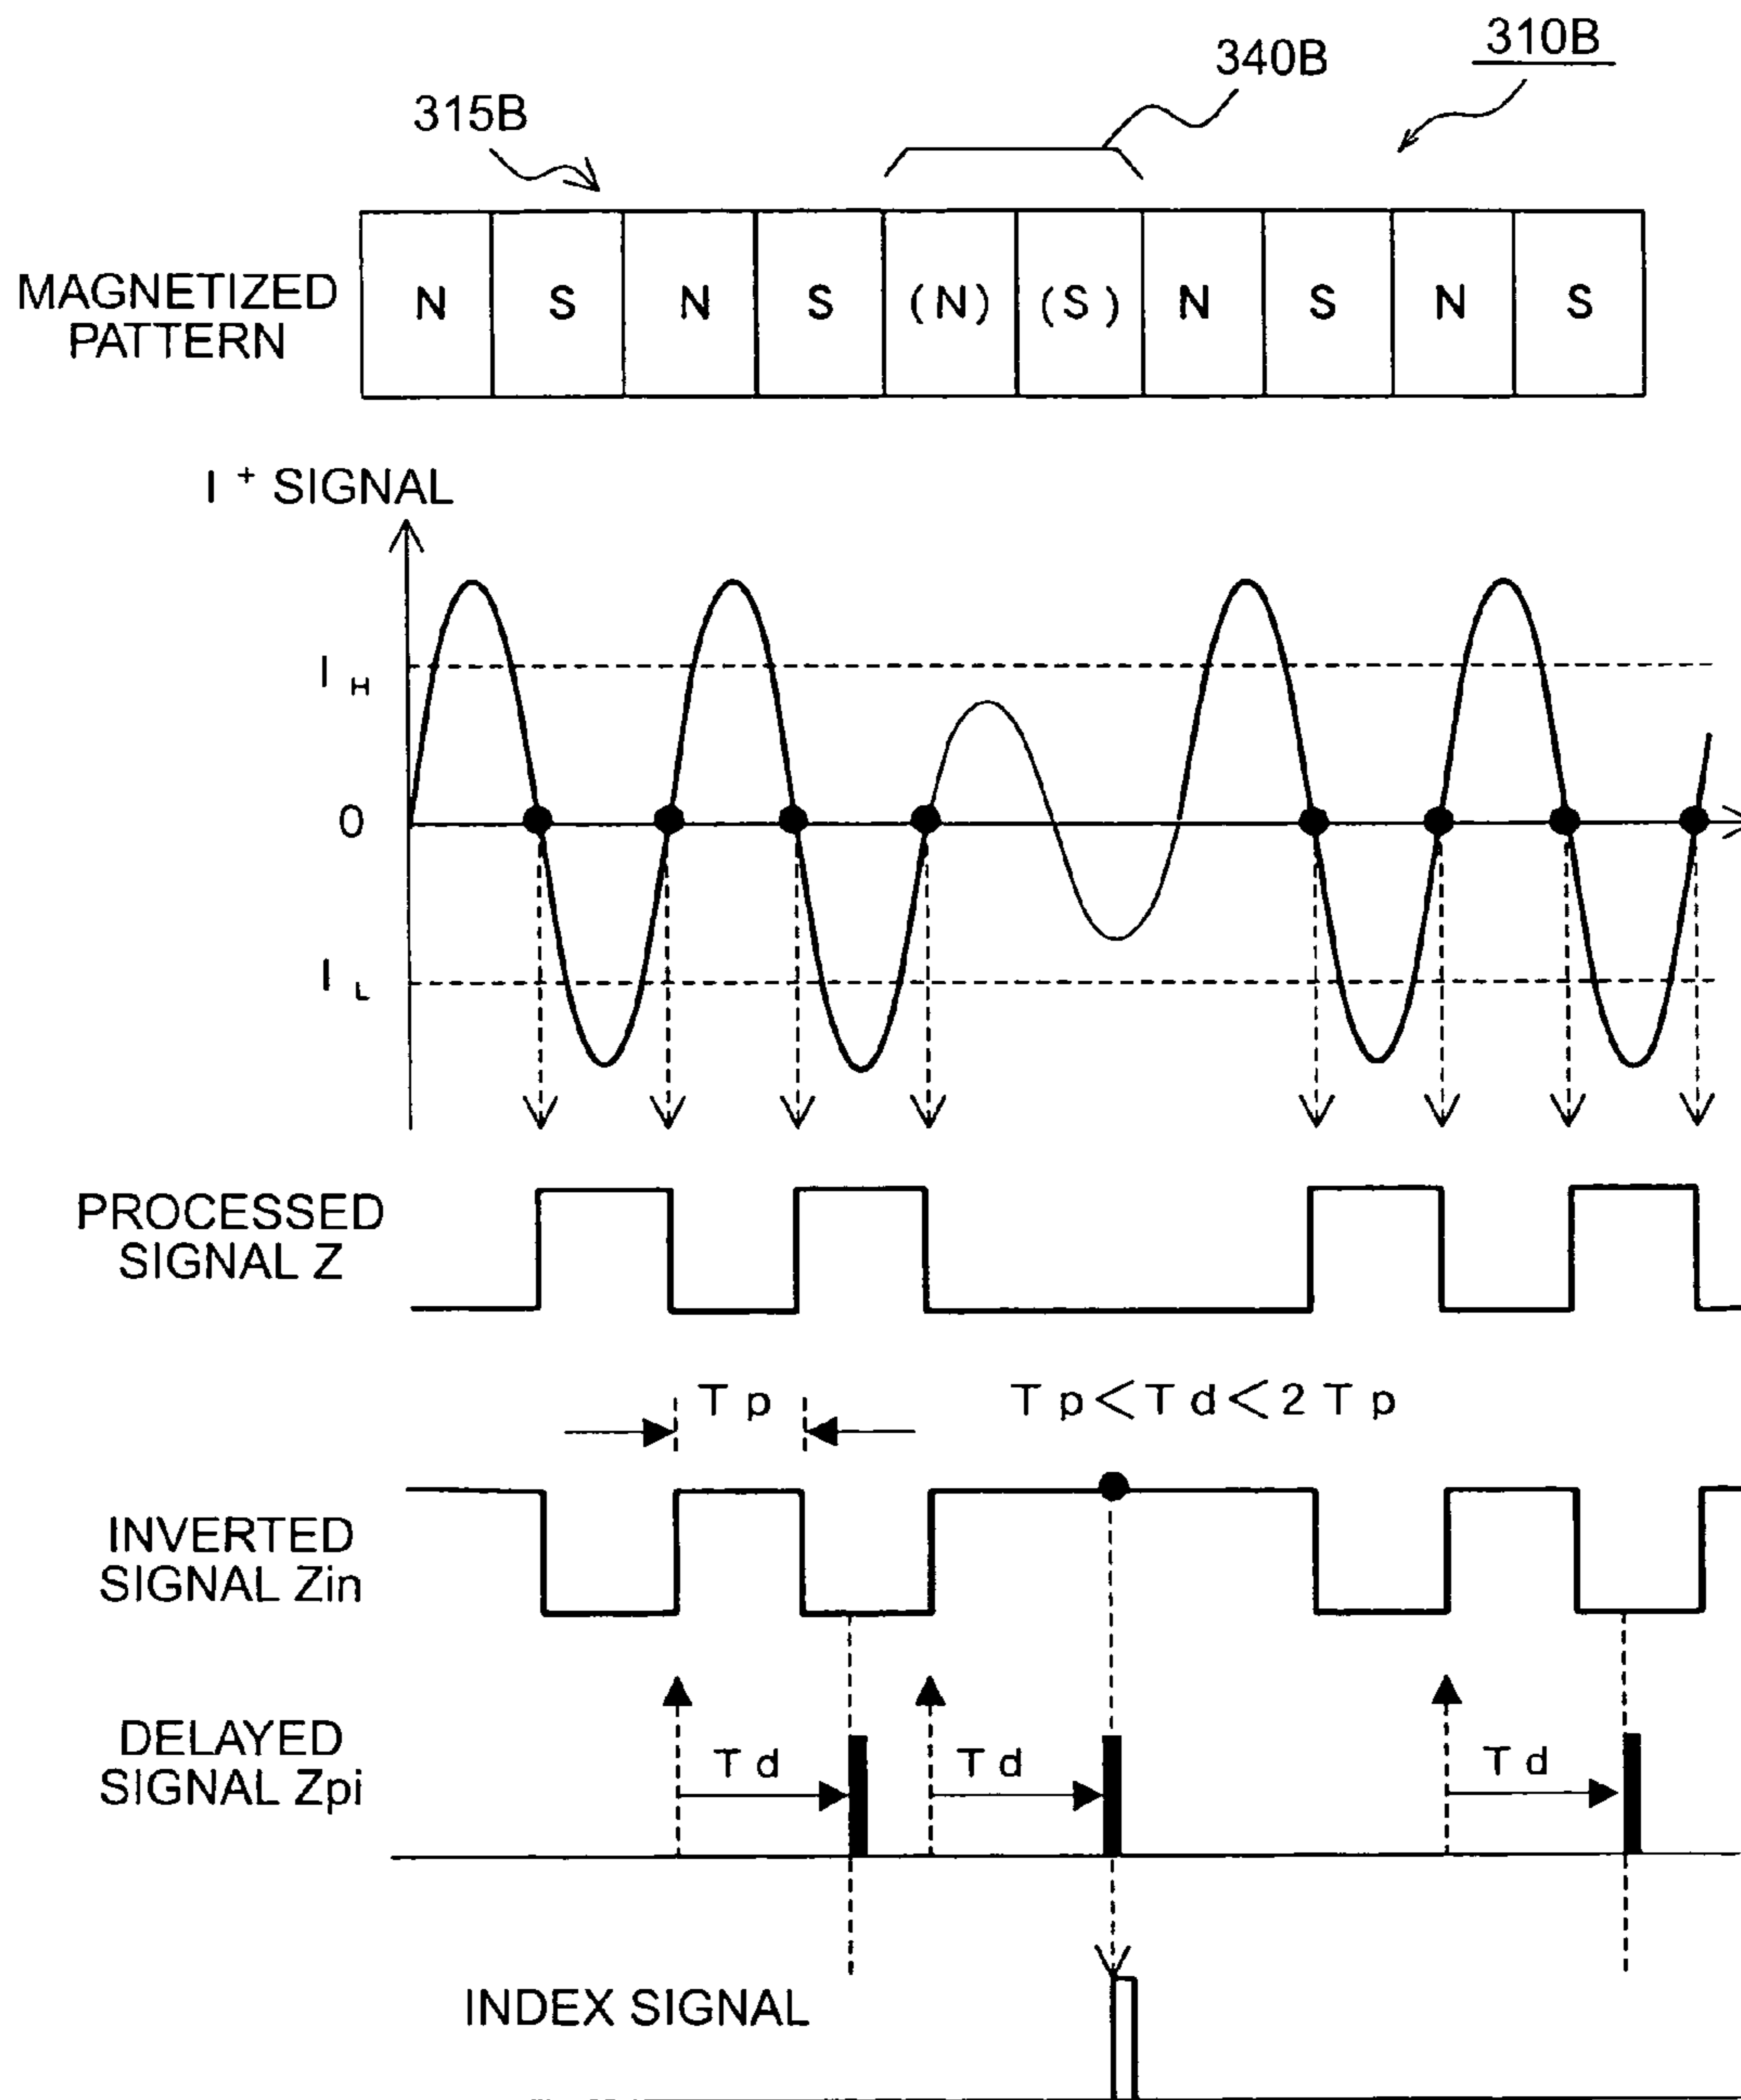 310B
340B
315B
MAGNETIZED
PATTERN
N S N S (N) (S) N S N S
I + SIGNAL
I H
0
I L
PROCESSED
SIGNAL Z
Tp
Tp<Td<2Tp
INVERTED
SIGNAL Zin
DELAYED
SIGNAL Zpi
Td Td Td
INDEX SIGNAL